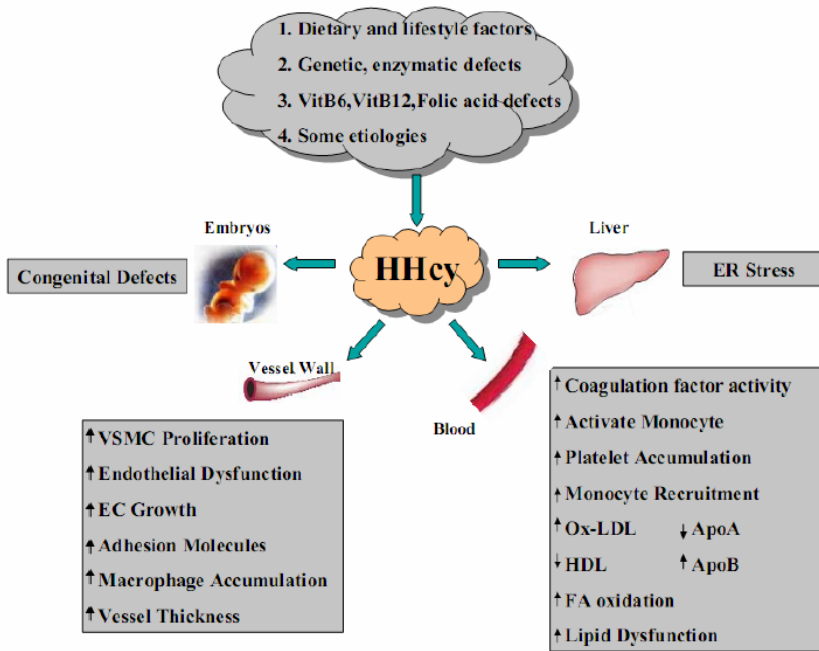 1. Dietary and lifestyle factors
2. Genetic, enzymatic defects
3. VitB6,VitB12,Folic acid defects
4. Some etiologies
Embryos
Liver
HHcy
Congenital Defects
ER Stress
Vessel Wall
Blood
↑VSMC Proliferation
↑Endothelial Dysfunction
↑EC Growth
↑Adhesion Molecules
↑Macrophage Accumulation
↑Vessel Thickness
↑Coagulation factor activity
↑Activate Monocyte
↑Platelet Accumulation
↑Monocyte Recruitment
↑Ox-LDL ↓ApoA
↓HDL ↑ApoB
↑FA oxidation
↑Lipid Dysfunction